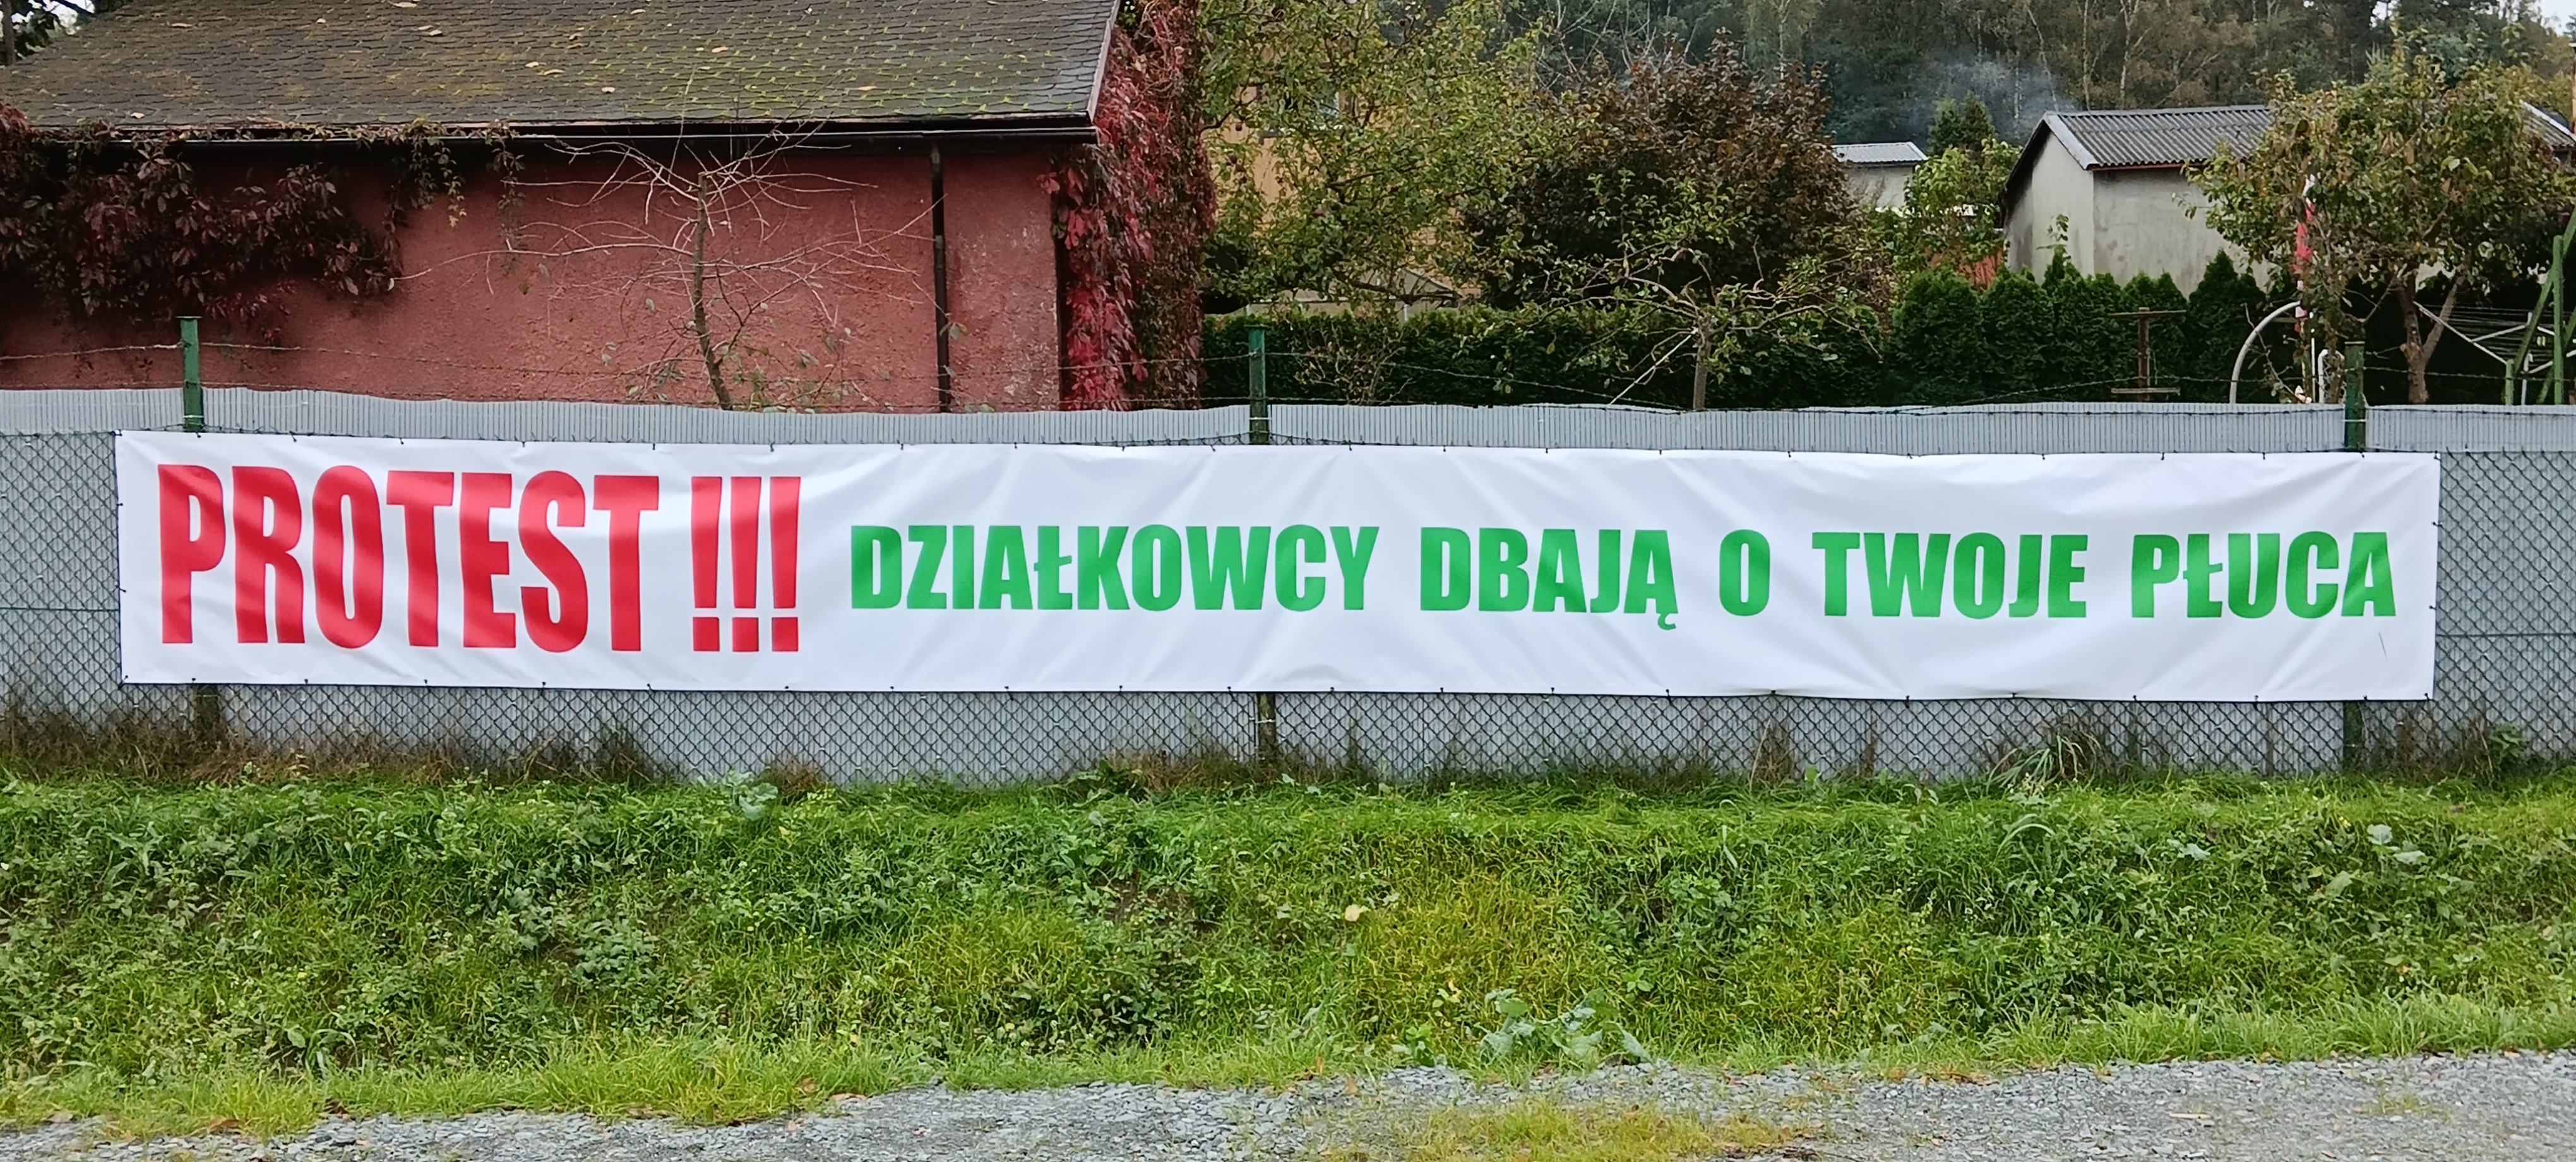 PROTEST !!! DZIAŁKOWCY DBAJĄ O TWOJE PŁUCA